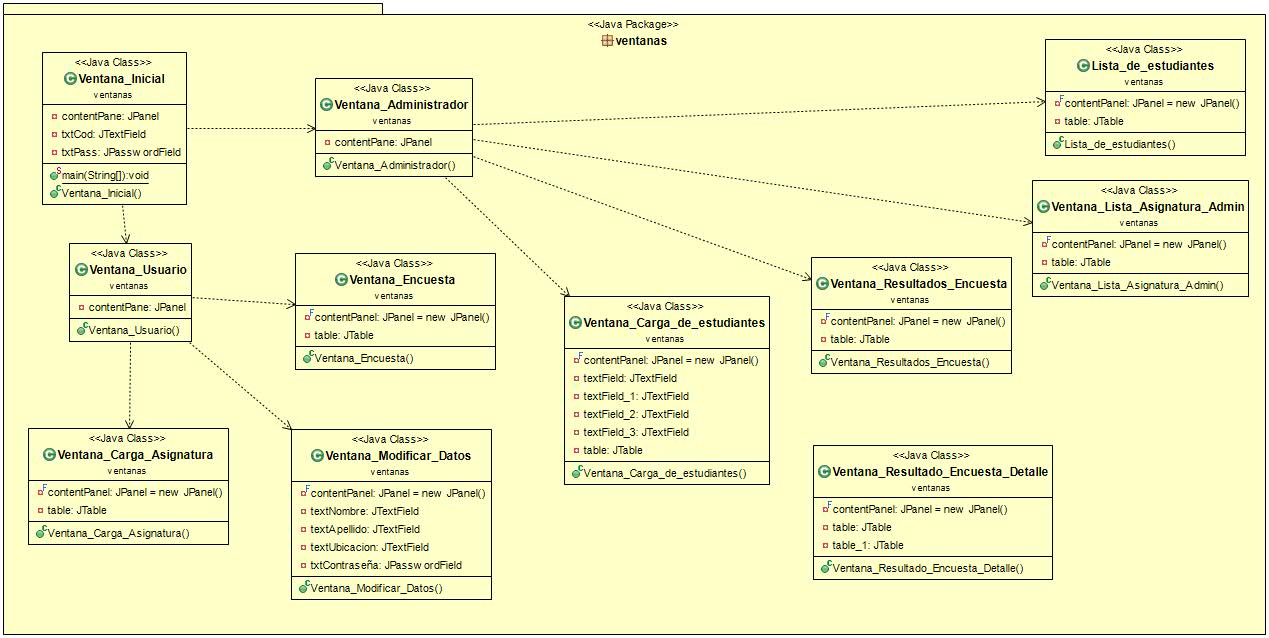 <<Java Package>>
ventanas
<<Java Class>>
Ventana_Inicial
ventanas
contentPane: JPanel
txtCod: JTextField
txtPass: JPasswordField
main(String[]):void
Ventana_Inicial()
<<Java Class>>
Ventana_Administrador
ventanas
contentPane: JPanel
Ventana_Administrador()
<<Java Class>>
Lista_de_estudiantes
ventanas
contentPanel: JPanel = new JPanel()
table: JTable
Lista_de_estudiantes()
<<Java Class>>
Ventana_Lista_Asignatura_Admin
ventanas
contentPanel: JPanel = new JPanel()
table: JTable
Ventana_Lista_Asignatura_Admin()
<<Java Class>>
Ventana_Usuario
ventanas
contentPane: JPanel
Ventana_Usuario()
<<Java Class>>
Ventana_Encuesta
ventanas
contentPanel: JPanel = new JPanel()
table: JTable
Ventana_Encuesta()
<<Java Class>>
Ventana_Carga_de_estudiantes
ventanas
contentPanel: JPanel = new JPanel()
textField: JTextField
textField_1: JTextField
textField_2: JTextField
textField_3: JTextField
table: JTable
Ventana_Carga_de_estudiantes()
<<Java Class>>
Ventana_Resultados_Encuesta
ventanas
contentPanel: JPanel = new JPanel()
table: JTable
Ventana_Resultados_Encuesta()
<<Java Class>>
Ventana_Carga_Asignatura
ventanas
contentPanel: JPanel = new JPanel()
table: JTable
Ventana_Carga_Asignatura()
<<Java Class>>
Ventana_Modificar_Datos
ventanas
contentPanel: JPanel = new JPanel()
textNombre: JTextField
textApellido: JTextField
textUbicacion: JTextField
txtContraseña: JPasswordField
Ventana_Modificar_Datos()
<<Java Class>>
Ventana_Resultado_Encuesta_Detalle
ventanas
contentPanel: JPanel = new JPanel()
table: JTable
table_1: JTable
Ventana_Resultado_Encuesta_Detalle()